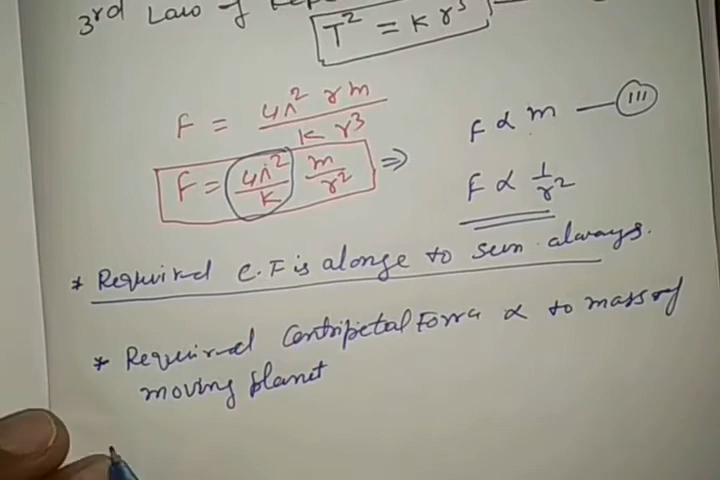 3rd Law of
T² = K r³
F = 4π² r m / K r³
F ∝ m — (III)
F = 4π²/K m/r² ⇒
F ∝ 1/r²
* Required C.F is alonge to sun always.
* Required Centripetal Force ∝ to mass of
moving planet